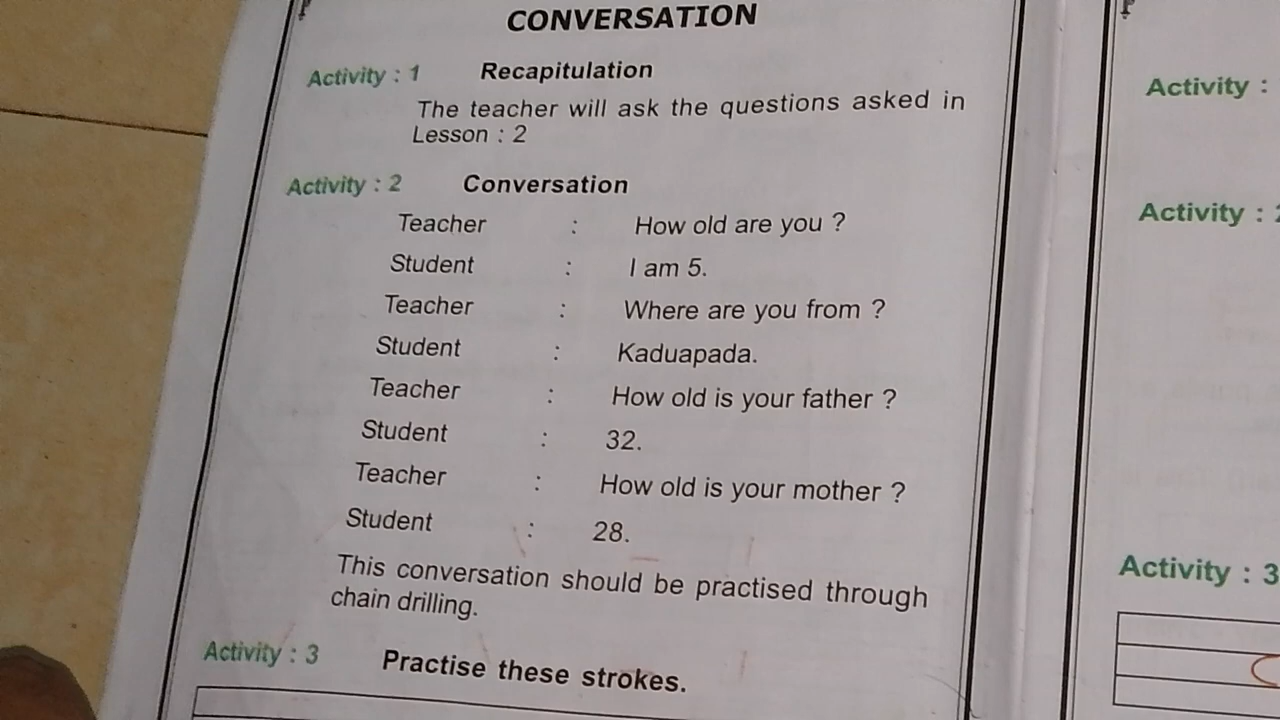 CONVERSATION
Activity : 1 Recapitulation
The teacher will ask the questions asked in
Lesson : 2
Activity : 2 Conversation
Teacher : How old are you ?
Student : I am 5.
Teacher : Where are you from ?
Student : Kaduapada.
Teacher : How old is your father ?
Student : 32.
Teacher : How old is your mother ?
Student : 28.
This conversation should be practised through
chain drilling.
Activity : 3 Practise these strokes.
Activity :
Activity :
Activity : 3